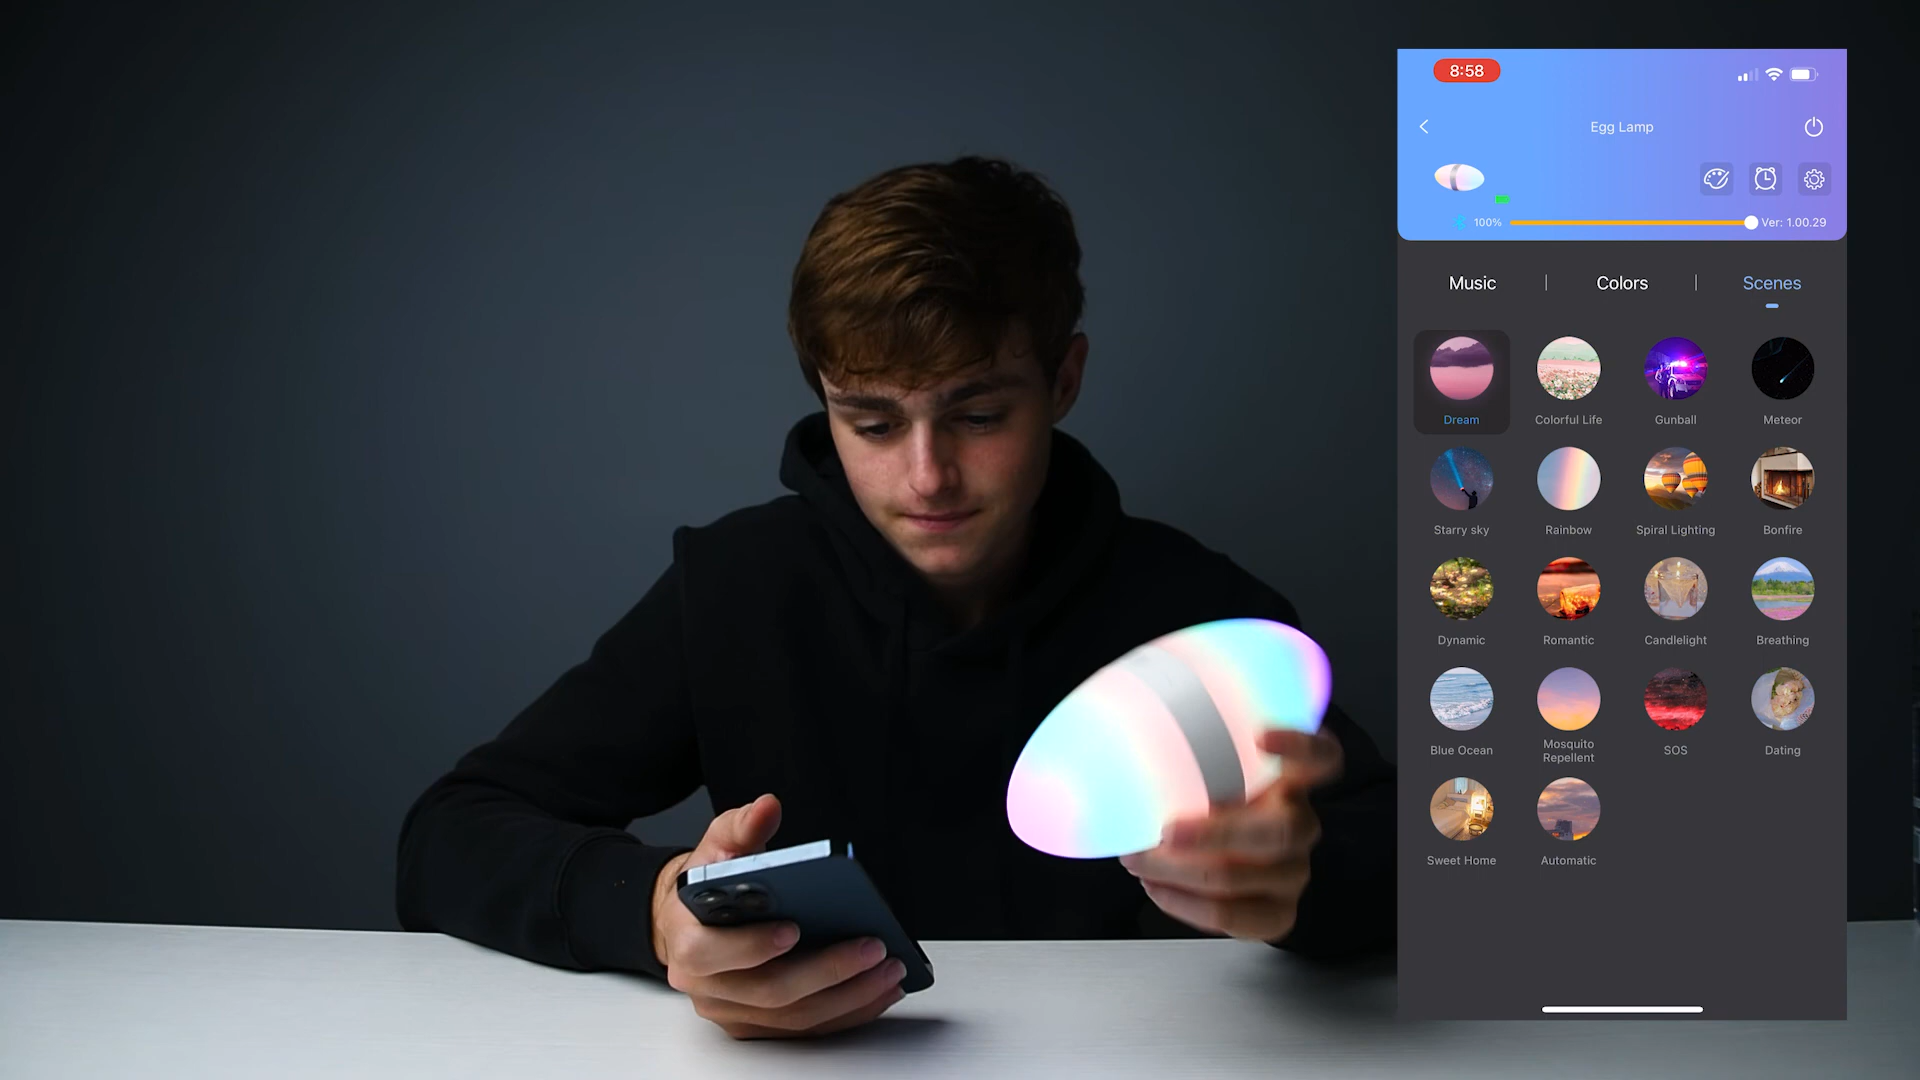 8:58
Egg Lamp
100% Ver: 1.00.29
Music | Colors | Scenes
Dream Colorful Life Gunball Meteor
Starry sky Rainbow Spiral Lighting Bonfire
Dynamic Romantic Candlelight Breathing
Blue Ocean Mosquito Repellent SOS Dating
Sweet Home Automatic